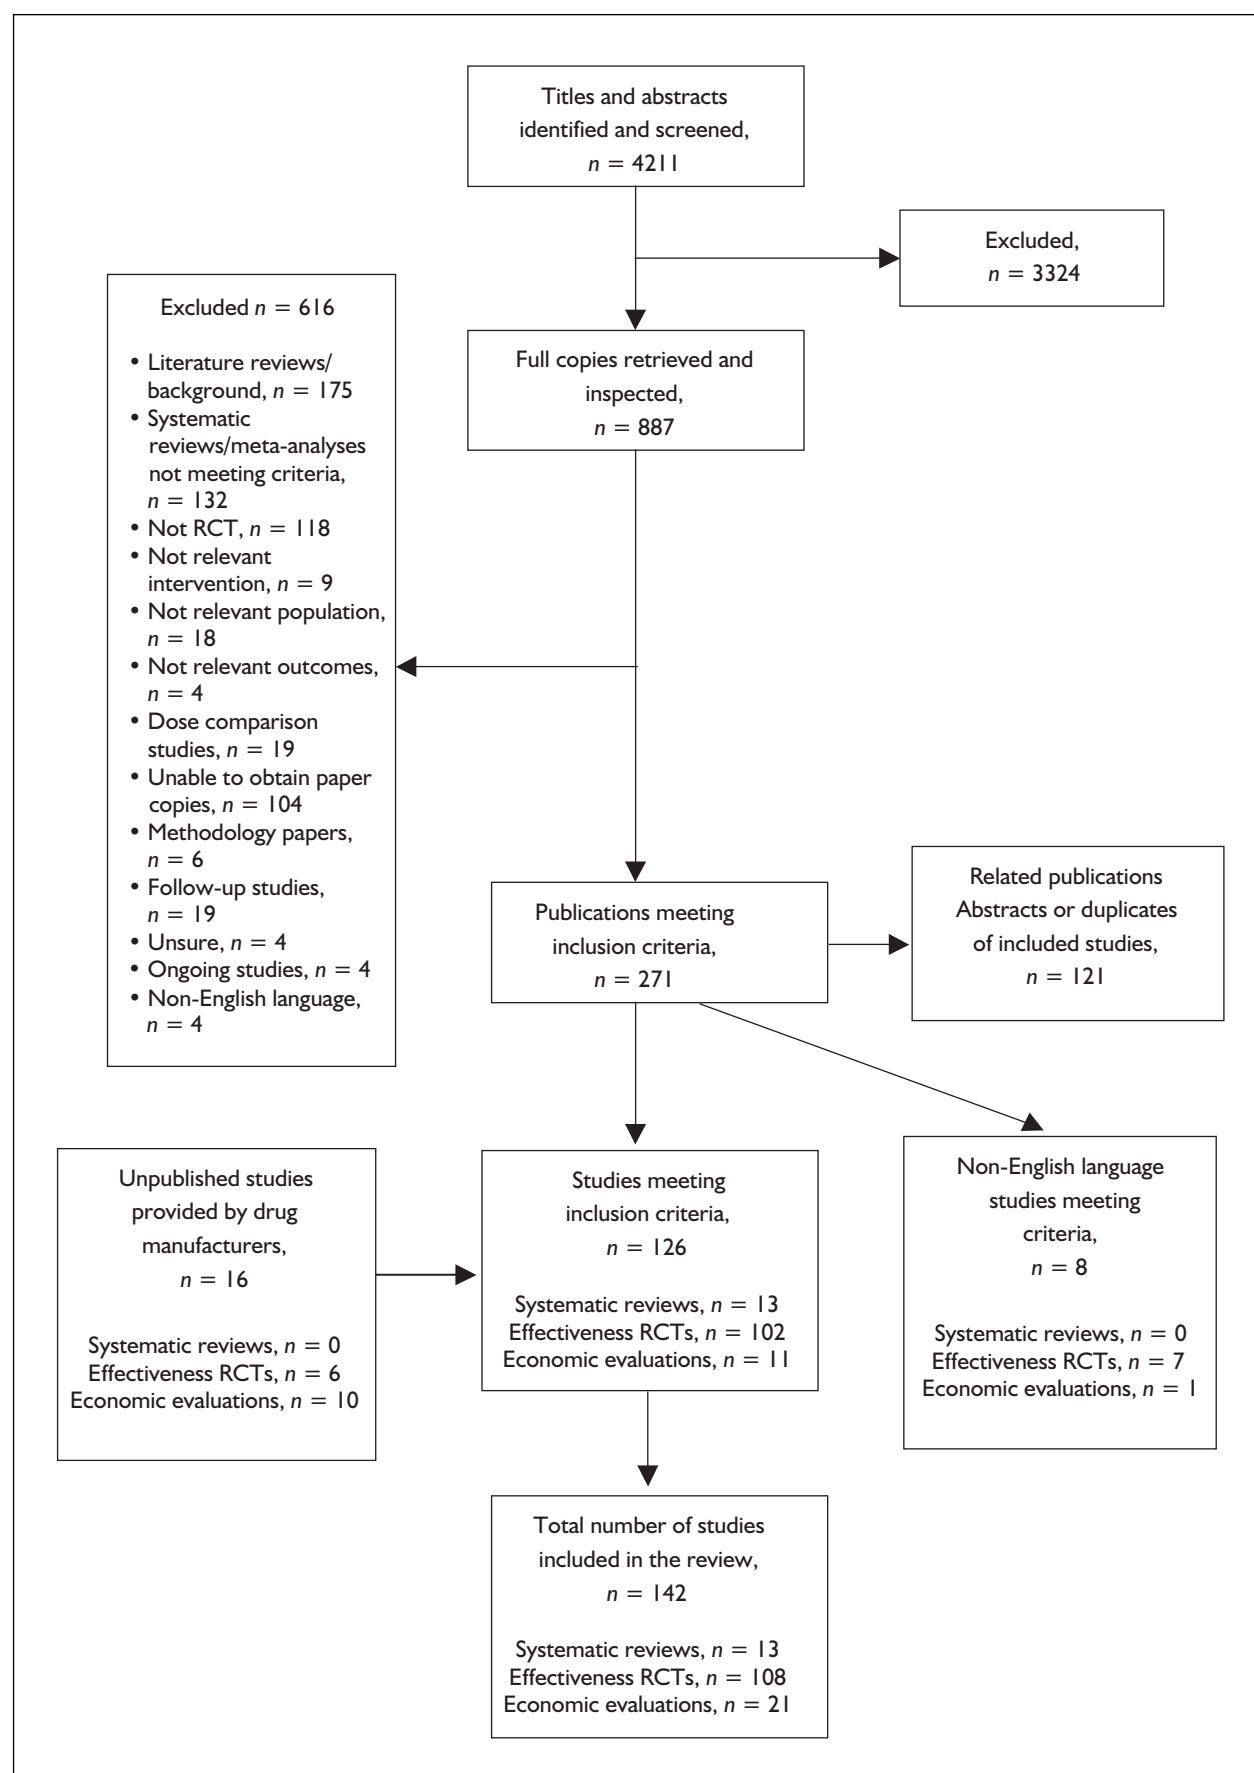 Titles and abstracts
identified and screened,
n = 4211
Excluded,
n = 3324
Excluded n = 616
• Literature reviews/
background, n = 175
• Systematic
reviews/meta-analyses
not meeting criteria,
n = 132
• Not RCT, n = 118
• Not relevant
intervention, n = 9
• Not relevant population,
n = 18
• Not relevant outcomes,
n = 4
• Dose comparison
studies, n = 19
• Unable to obtain paper
copies, n = 104
• Methodology papers,
n = 6
• Follow-up studies,
n = 19
• Unsure, n = 4
• Ongoing studies, n = 4
• Non-English language,
n = 4
Full copies retrieved and
inspected,
n = 887
Publications meeting
inclusion criteria,
n = 271
Related publications
Abstracts or duplicates
of included studies,
n = 121
Unpublished studies
provided by drug
manufacturers,
n = 16
Systematic reviews, n = 0
Effectiveness RCTs, n = 6
Economic evaluations, n = 10
Studies meeting
inclusion criteria,
n = 126
Systematic reviews, n = 13
Effectiveness RCTs, n = 102
Economic evaluations, n = 11
Non-English language
studies meeting
criteria,
n = 8
Systematic reviews, n = 0
Effectiveness RCTs, n = 7
Economic evaluations, n = 1
Total number of studies
included in the review,
n = 142
Systematic reviews, n = 13
Effectiveness RCTs, n = 108
Economic evaluations, n = 21